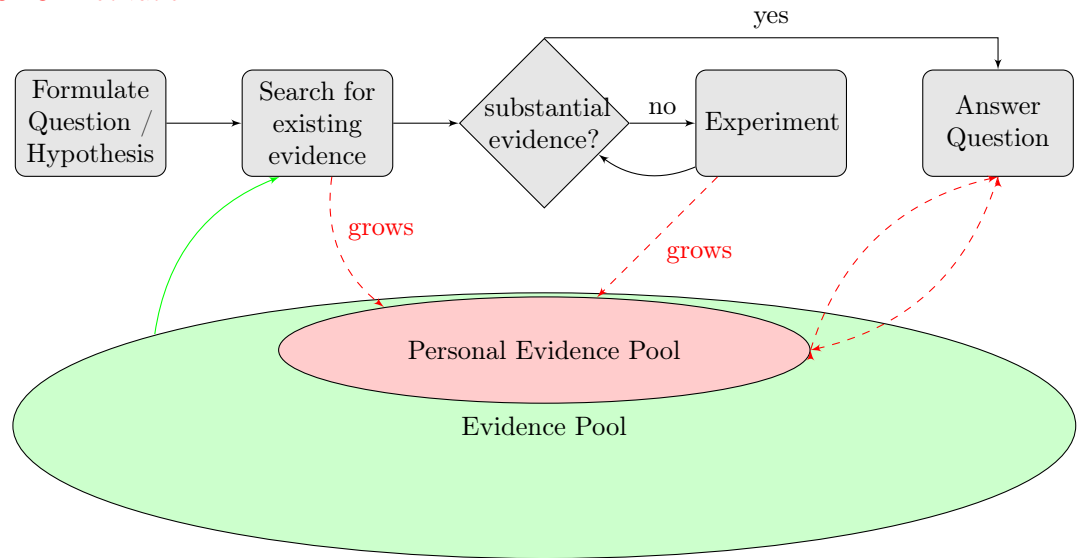 yes
Formulate
Question /
Hypothesis
Search for
existing
evidence
substantial
evidence?
no
Experiment
Answer
Question
grows
grows
Personal Evidence Pool
Evidence Pool